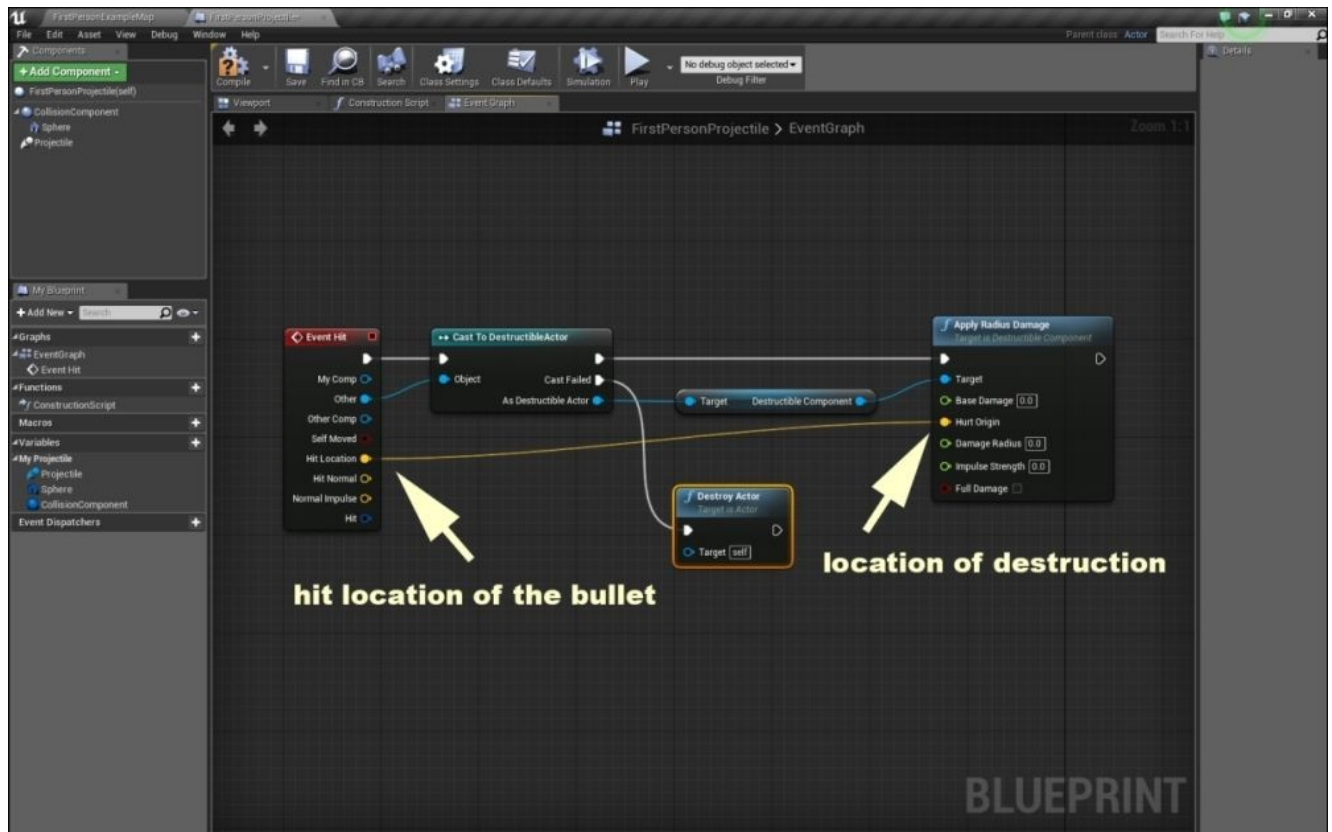 FirstPersonExampleMap
FirstPersonProjectile
File Edit Asset View Debug Window Help
Parent class: Actor
Search For Help
Components
+Add Component
FirstPersonProjectile(self)
CollisionComponent
Sphere
Projectile
Compile
Save
Find in CB
Search
Class Settings
Class Defaults
Simulation
Play
No debug object selected
Debug Filter
Details
Viewport
Construction Script
Event Graph
FirstPersonProjectile > EventGraph
Zoom 1:1
My Blueprint
+Add New
Search
Graphs
EventGraph
Event Hit
Functions
ConstructionScript
Macros
Variables
My Projectile
Projectile
Sphere
CollisionComponent
Event Dispatchers
Event Hit
My Comp
Other
Other Comp
Self Moved
Hit Location
Hit Normal
Normal Impulse
Hit
Cast To DestructibleActor
Object
Cast Failed
As Destructible Actor
Target Destructible Component
Destroy Actor
Target is Actor
Target self
Apply Radius Damage
Target is Destructible Component
Target
Base Damage 0.0
Hurt Origin
Damage Radius 0.0
Impulse Strength 0.0
Full Damage
hit location of the bullet
location of destruction
BLUEPRINT